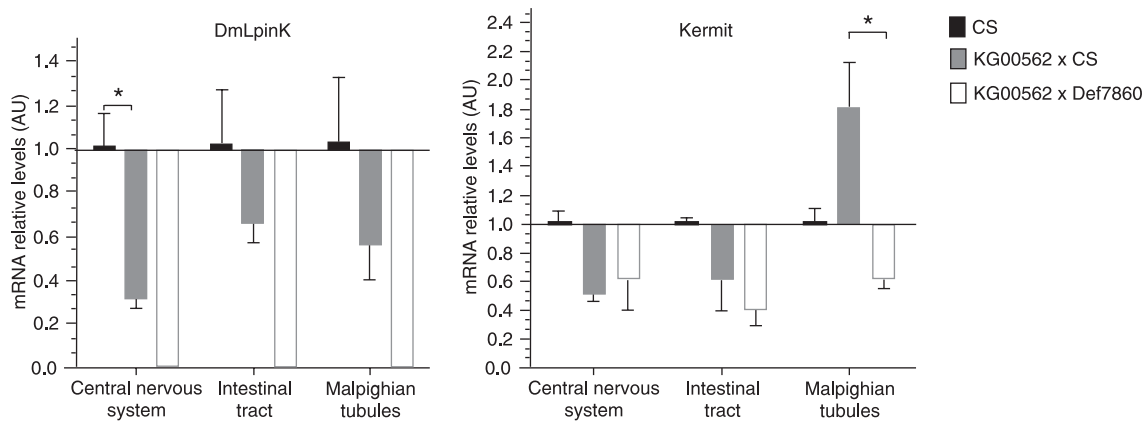 DmLpinK
mRNA relative levels (AU)
1.4
1.2
1.0
0.8
0.6
0.4
0.2
0.0
*
Central nervous
system
Intestinal
tract
Malpighian
tubules
Kermit
mRNA relative levels (AU)
2.4
2.2
2.0
1.8
1.6
1.4
1.2
1.0
0.8
0.6
0.4
0.2
0.0
*
Central nervous
system
Intestinal
tract
Malpighian
tubules
CS
KG00562 x CS
KG00562 x Def7860